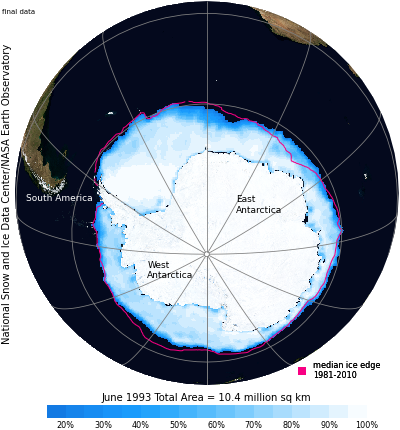 final data
National Snow and Ice Data Center/NASA Earth Observatory
South America
East
Antarctica
West
Antarctica
median ice edge
1981-2010
June 1993 Total Area = 10.4 million sq km
20% 30% 40% 50% 60% 70% 80% 90% 100%